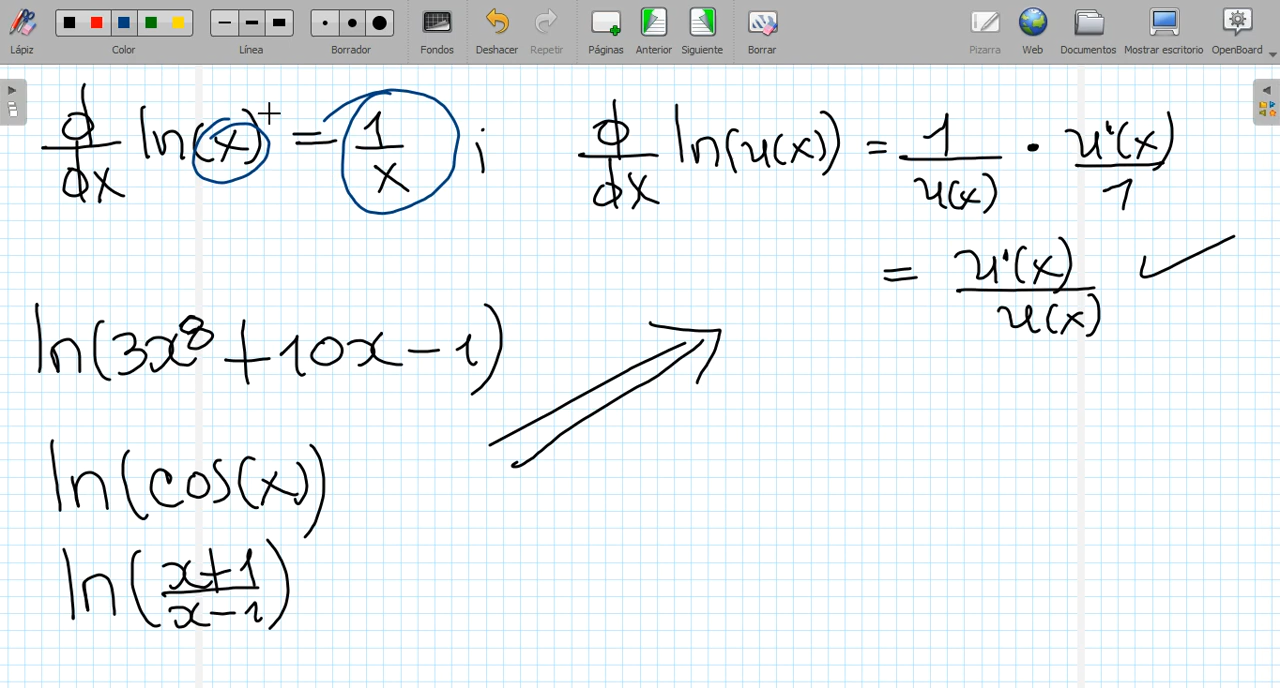 Lápiz Color Línea Borrador Fondos Deshacer Repetir Páginas Anterior Siguiente Borrar Pizarra Web Documentos Mostrar escritorio OpenBoard
d/dx ln(x) = 1/x ; d/dx ln(u(x)) = 1/u(x) · u'(x)/1
= u'(x)/u(x) ✓
ln(3x⁸+10x-1)
ln(cos(x))
ln((x+1)/(x-1))